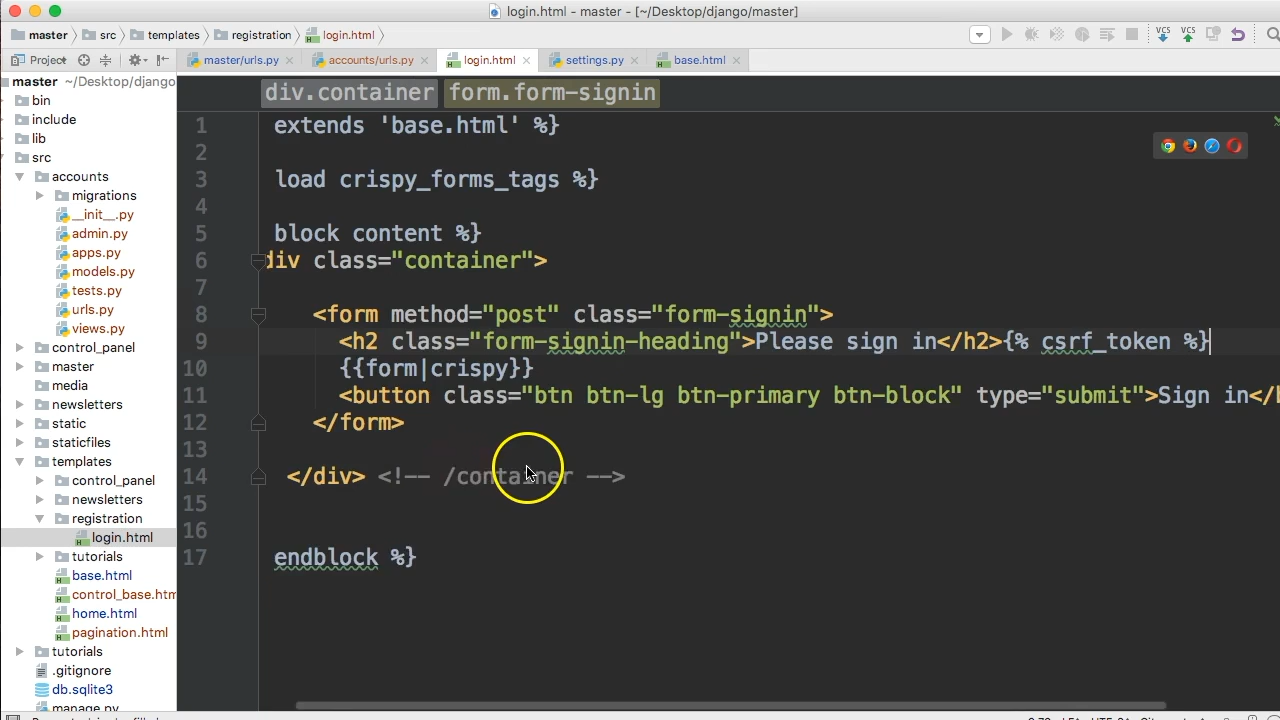 login.html - master - [~/Desktop/django/master]
master src templates registration login.html
VCS VCS
Project master/urls.py accounts/urls.py login.html settings.py base.html
master ~/Desktop/django
bin
include
lib
src
accounts
migrations
__init__.py
admin.py
apps.py
models.py
tests.py
urls.py
views.py
control_panel
master
media
newsletters
static
staticfiles
templates
control_panel
newsletters
registration
login.html
tutorials
base.html
control_base.htm
home.html
pagination.html
tutorials
.gitignore
db.sqlite3
manage.py
div.container form.form-signin
1 extends 'base.html' %}
2
3 load crispy_forms_tags %}
4
5 block content %}
6 div class="container">
7
8 <form method="post" class="form-signin">
9 <h2 class="form-signin-heading">Please sign in</h2>{% csrf_token %}
10 {{form|crispy}}
11 <button class="btn btn-lg btn-primary btn-block" type="submit">Sign in</b
12 </form>
13
14 </div> <!-- /container -->
15
16
17 endblock %}